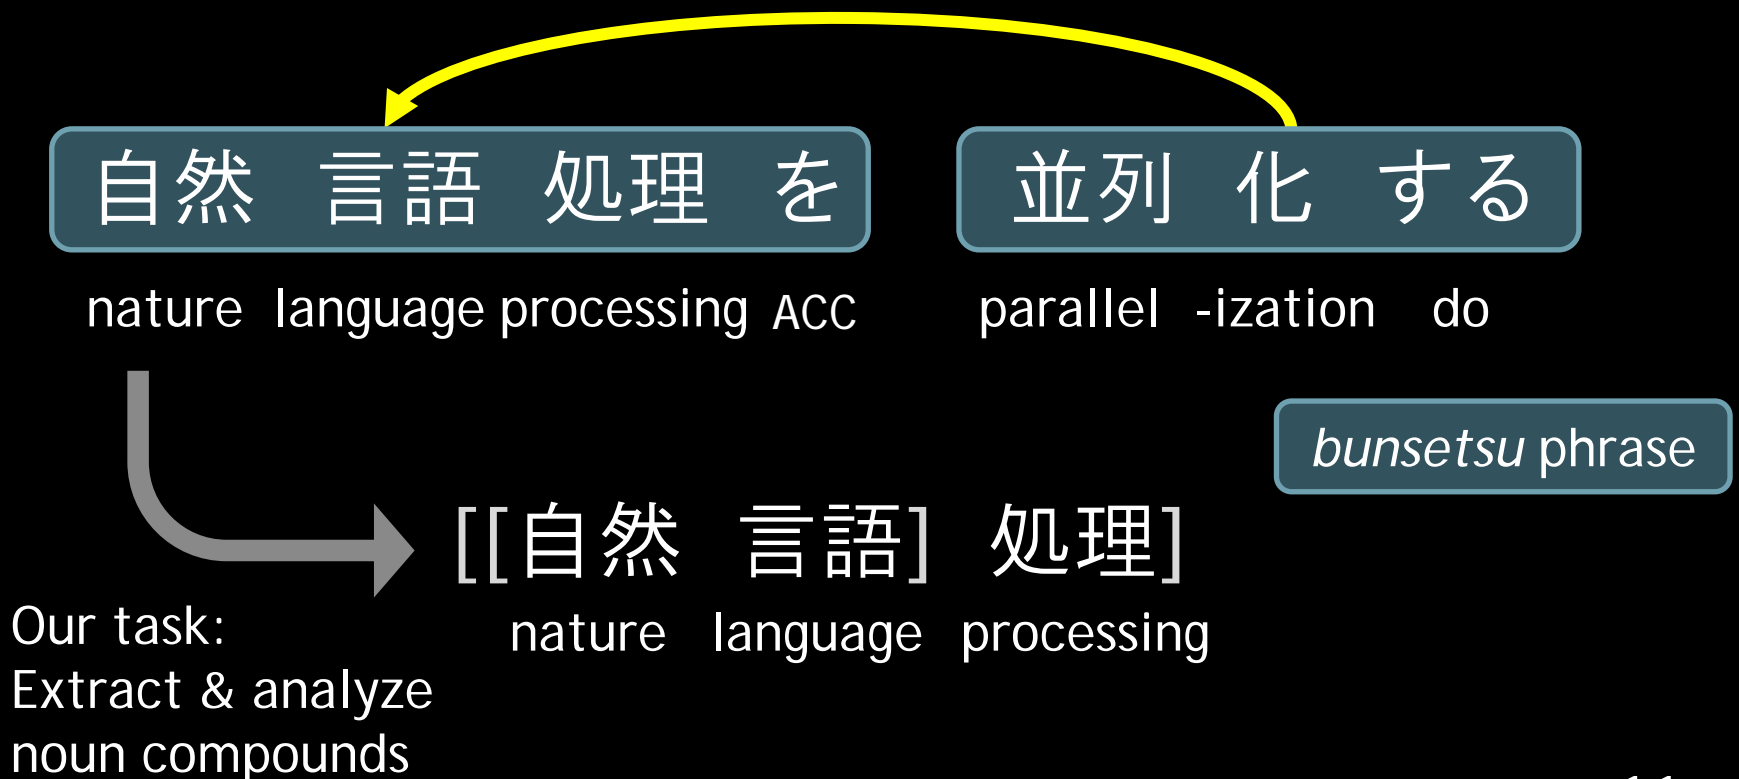 自然 言語 処理 を 並列 化 する
nature language processing ACC parallel -ization do
bunsetsu phrase
[[自然 言語] 処理]
nature language processing
Our task:
Extract & analyze
noun compounds